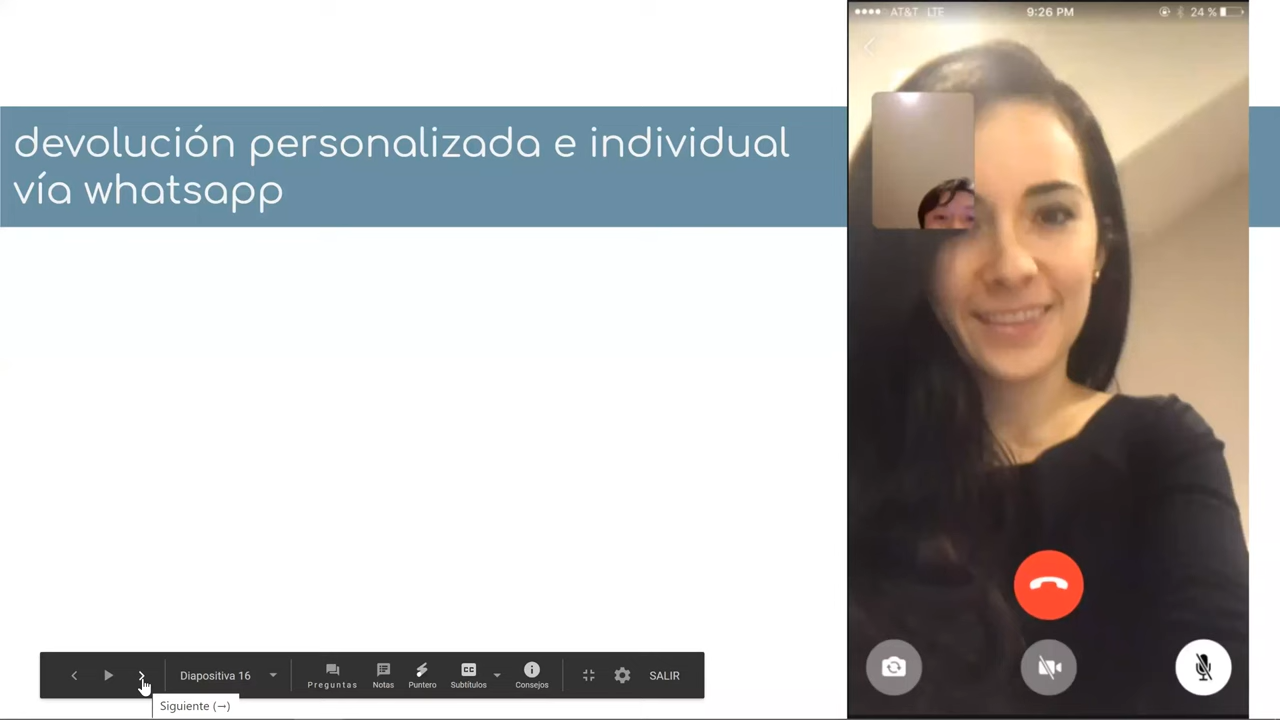 AT&T LTE 9:26 PM 24 %
devolución personalizada e individual
vía whatsapp
Diapositiva 16 Preguntas Notas Puntero CC Subtítulos Consejos SALIR
Siguiente (→)